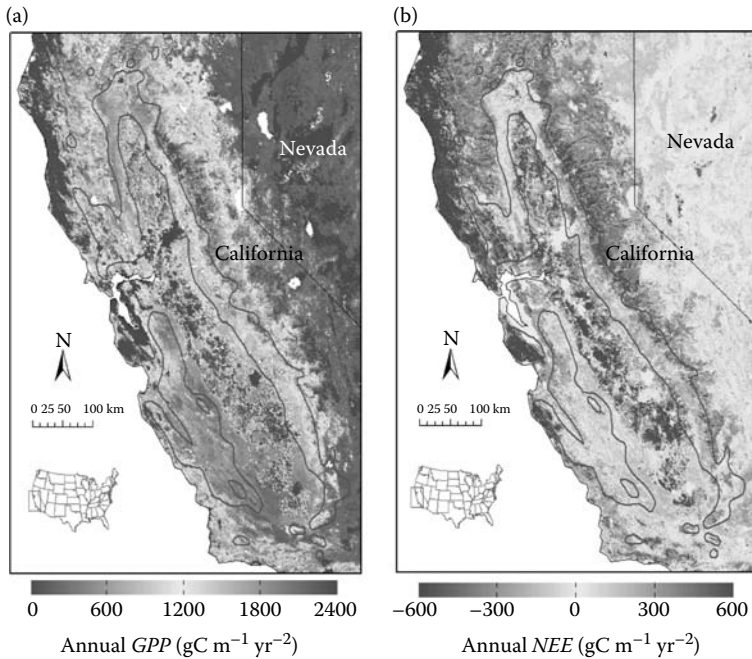 (a)
Nevada
California
N
0 25 50 100 km
0 600 1200 1800 2400
Annual GPP (gC m⁻¹ yr⁻²)
(b)
Nevada
California
N
0 25 50 100 km
−600 −300 0 300 600
Annual NEE (gC m⁻¹ yr⁻²)